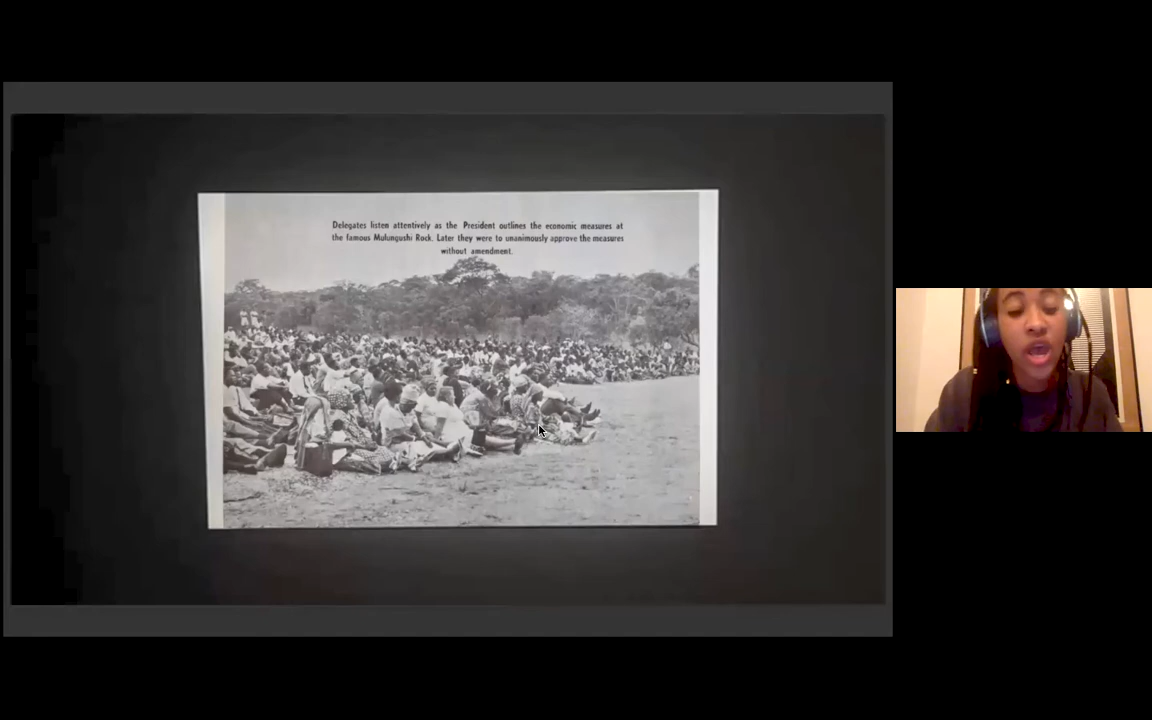 Delegates listen attentively as the President outlines the economic measures at
the famous Mulungushi Rock. Later they were to unanimously approve the measures
without amendment.